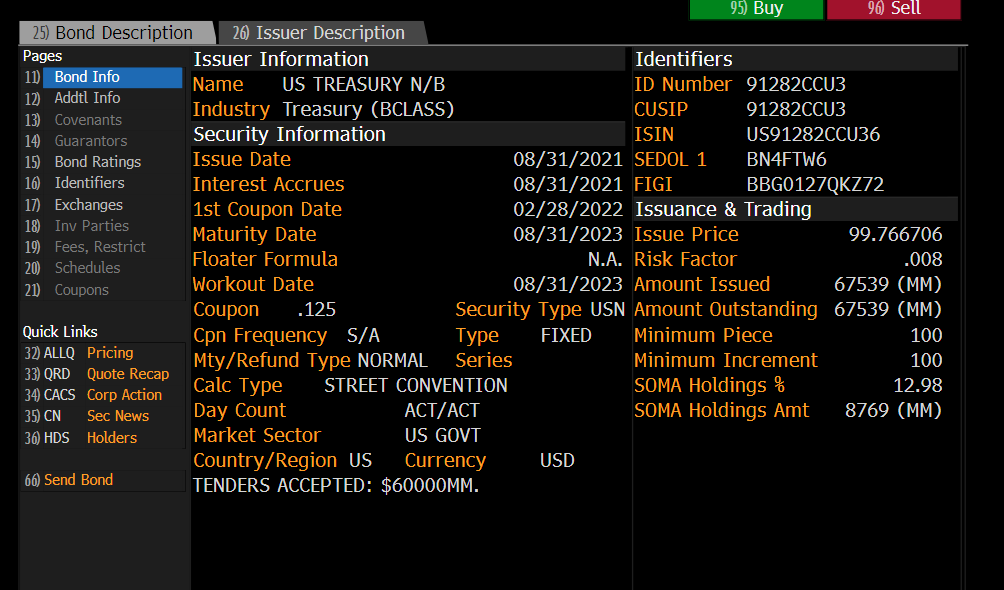 95) Buy 96) Sell
25) Bond Description 26) Issuer Description
Pages
11) Bond Info
12) Addtl Info
13) Covenants
14) Guarantors
15) Bond Ratings
16) Identifiers
17) Exchanges
18) Inv Parties
19) Fees, Restrict
20) Schedules
21) Coupons
Quick Links
32) ALLQ Pricing
33) QRD Quote Recap
34) CACS Corp Action
35) CN Sec News
36) HDS Holders
66) Send Bond
Issuer Information
Name US TREASURY N/B
Industry Treasury (BCLASS)
Security Information
Issue Date 08/31/2021
Interest Accrues 08/31/2021
1st Coupon Date 02/28/2022
Maturity Date 08/31/2023
Floater Formula N.A.
Workout Date 08/31/2023
Coupon .125 Security Type USN
Cpn Frequency S/A Type FIXED
Mty/Refund Type NORMAL Series
Calc Type STREET CONVENTION
Day Count ACT/ACT
Market Sector US GOVT
Country/Region US Currency USD
TENDERS ACCEPTED: $60000MM.
Identifiers
ID Number 91282CCU3
CUSIP 91282CCU3
ISIN US91282CCU36
SEDOL 1 BN4FTW6
FIGI BBG0127QKZ72
Issuance & Trading
Issue Price 99.766706
Risk Factor .008
Amount Issued 67539 (MM)
Amount Outstanding 67539 (MM)
Minimum Piece 100
Minimum Increment 100
SOMA Holdings % 12.98
SOMA Holdings Amt 8769 (MM)